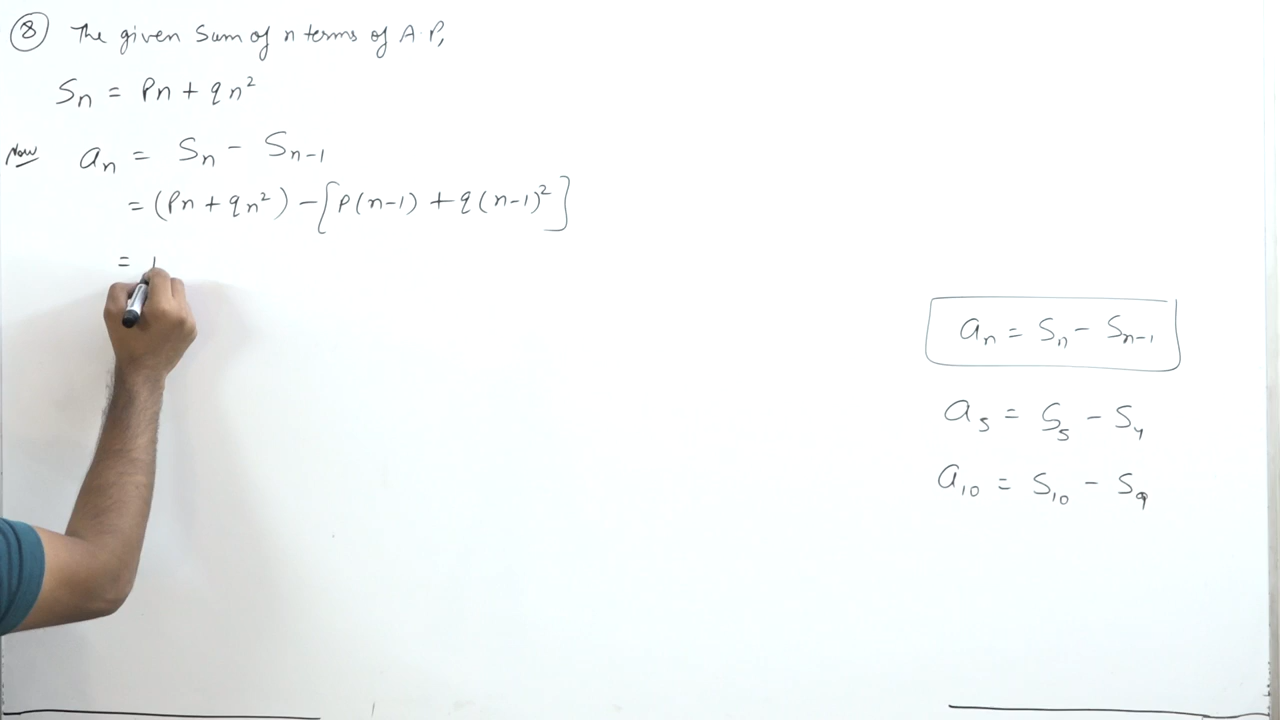 ⑧ The given Sum of n terms of A.P,
Sₙ = Pn + qn²
Now aₙ = Sₙ - Sₙ₋₁
= (Pn + qn²) - [P(n-1) + q(n-1)²]
=
aₙ = Sₙ - Sₙ₋₁
a₅ = S₅ - S₄
a₁₀ = S₁₀ - S₉